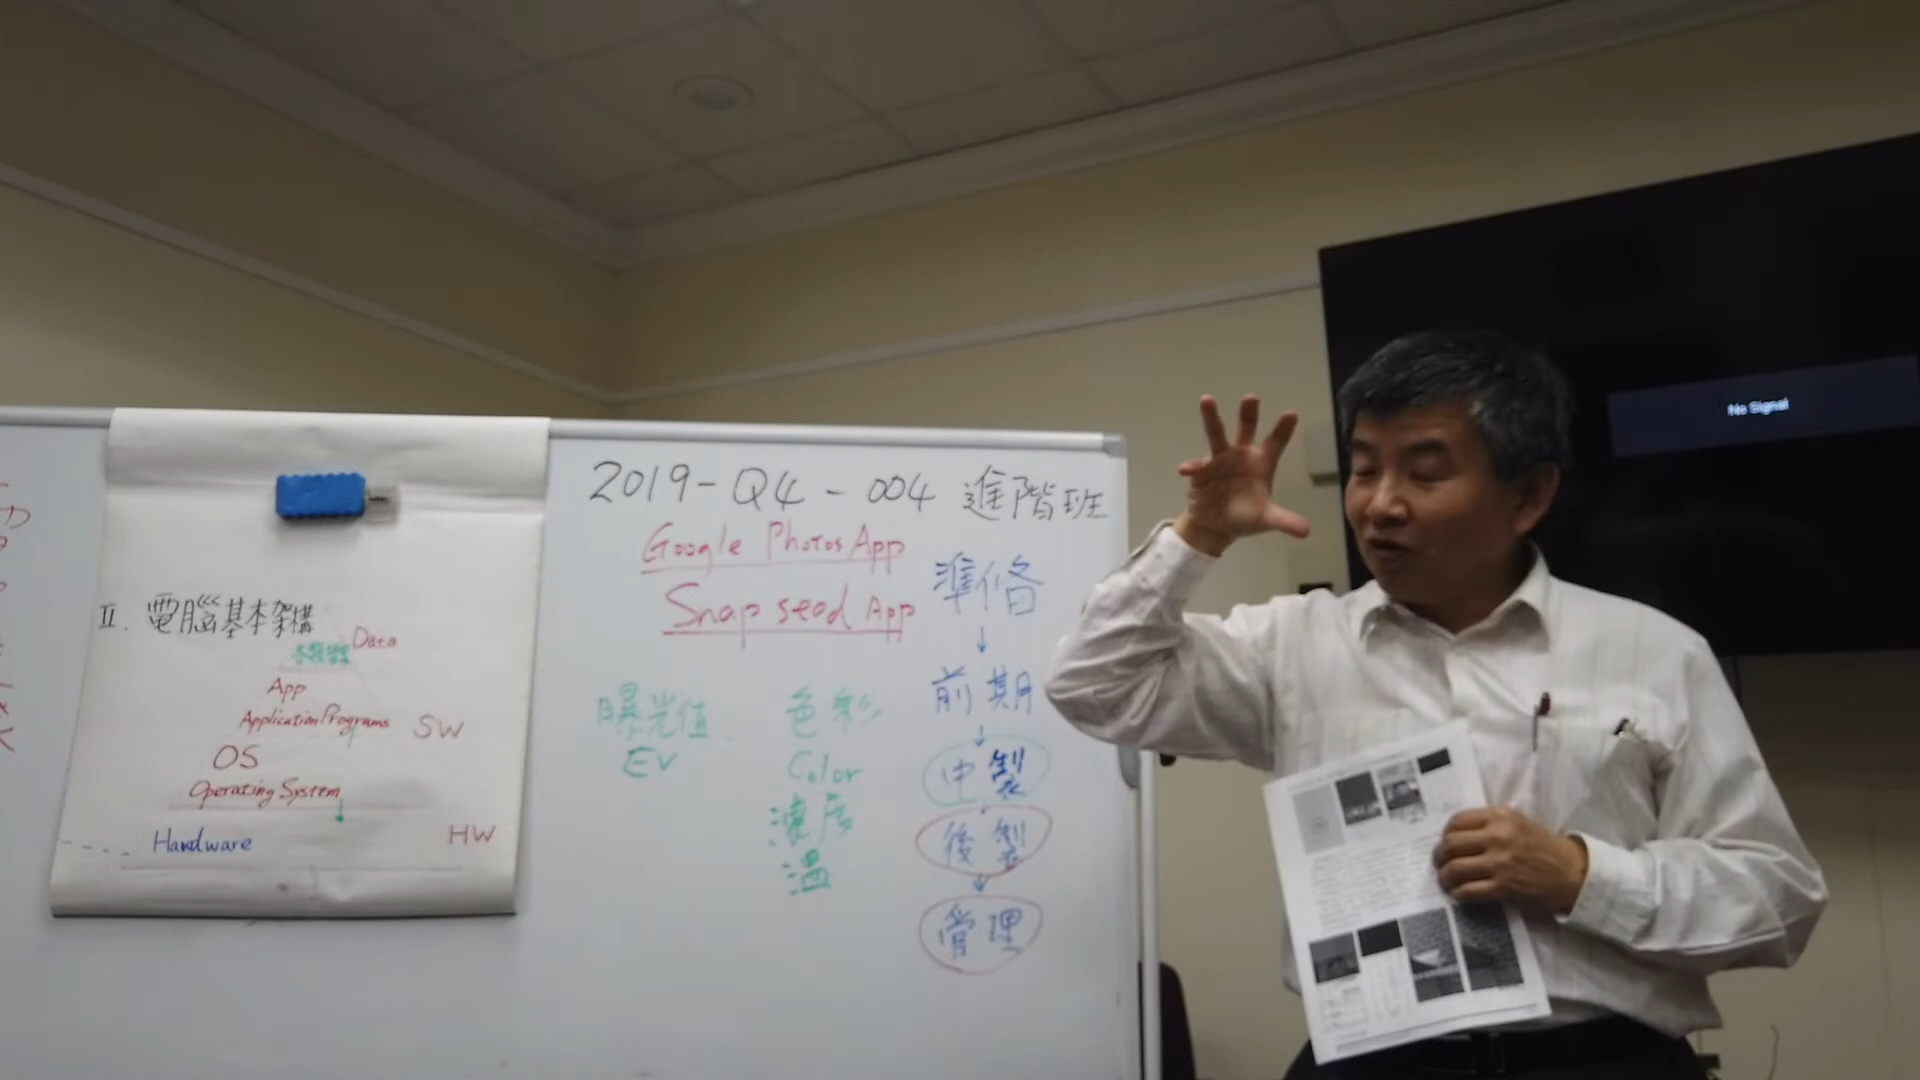 II. 電腦基本架構
Data
App
Application Programs
SW
OS
Operating System
Hardware
HW
2019-Q4-004 進階班
Google Photos App
Snapseed App
準備
↓
前期
↓
中製
後製
↓
管理
曝光值
EV
色彩
Color
濃度
溫
No Signal